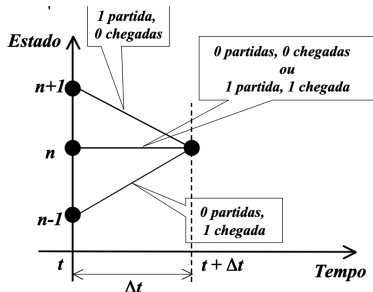 1 partida,
0 chegadas
Estado
0 partidas, 0 chegadas
ou
1 partida, 1 chegada
n+1
n
n-1
0 partidas,
1 chegada
t
t + Δt
Tempo
Δt